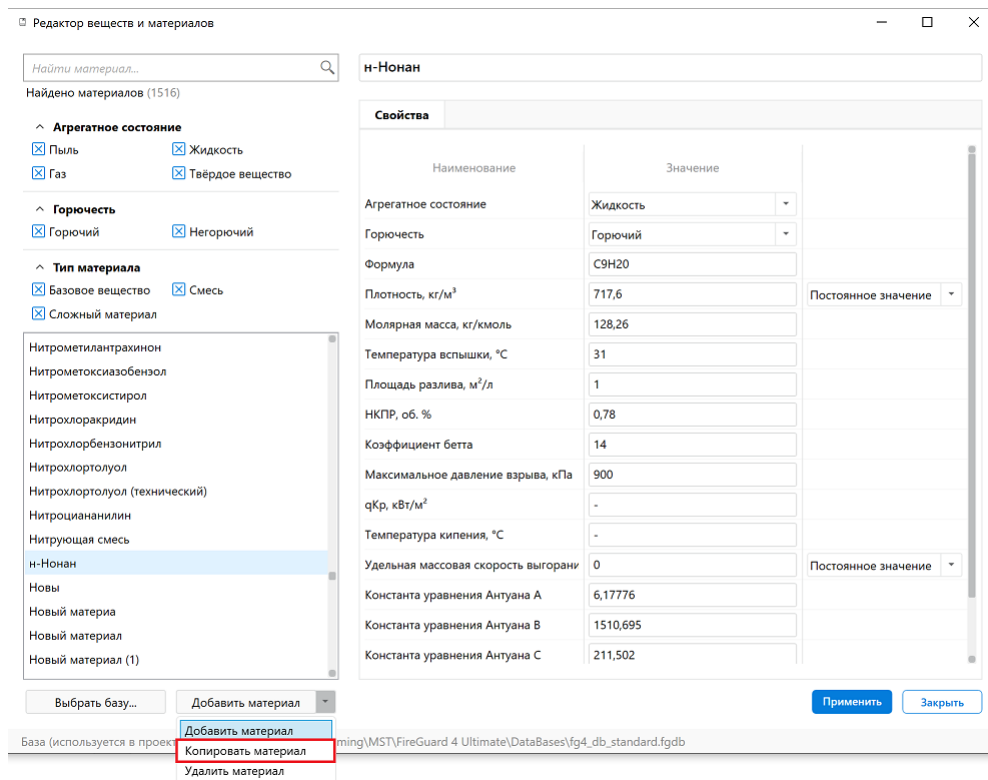 Редактор веществ и материалов
Найти материал...
Найдено материалов (1516)
Агрегатное состояние
Пыль Жидкость
Газ Твёрдое вещество
Горючесть
Горючий Негорючий
Тип материала
Базовое вещество Смесь
Сложный материал
Нитрометилантрахинон
Нитрометоксиазобензол
Нитрометоксистирол
Нитрохлоракридин
Нитрохлорбензонитрил
Нитрохлортолуол
Нитрохлортолуол (технический)
Нитроциананилин
Нитрующая смесь
н-Нонан
Новы
Новый материа
Новый материал
Новый материал (1)
Выбрать базу... Добавить материал
Добавить материал
Копировать материал
Удалить материал
н-Нонан
Свойства
Наименование Значение
Агрегатное состояние Жидкость
Горючесть Горючий
Формула C9H20
Плотность, кг/м³ 717,6 Постоянное значение
Молярная масса, кг/кмоль 128,26
Температура вспышки, °C 31
Площадь разлива, м²/л 1
НКПР, об. % 0,78
Коэффициент бетта 14
Максимальное давление взрыва, кПа 900
qКр, кВт/м² -
Температура кипения, °C -
Удельная массовая скорость выгорани 0 Постоянное значение
Константа уравнения Антуана A 6,17776
Константа уравнения Антуана B 1510,695
Константа уравнения Антуана C 211,502
Применить Закрыть
База (используется в проект ming\MST\FireGuard 4 Ultimate\DataBases\fg4_db_standard.fgdb